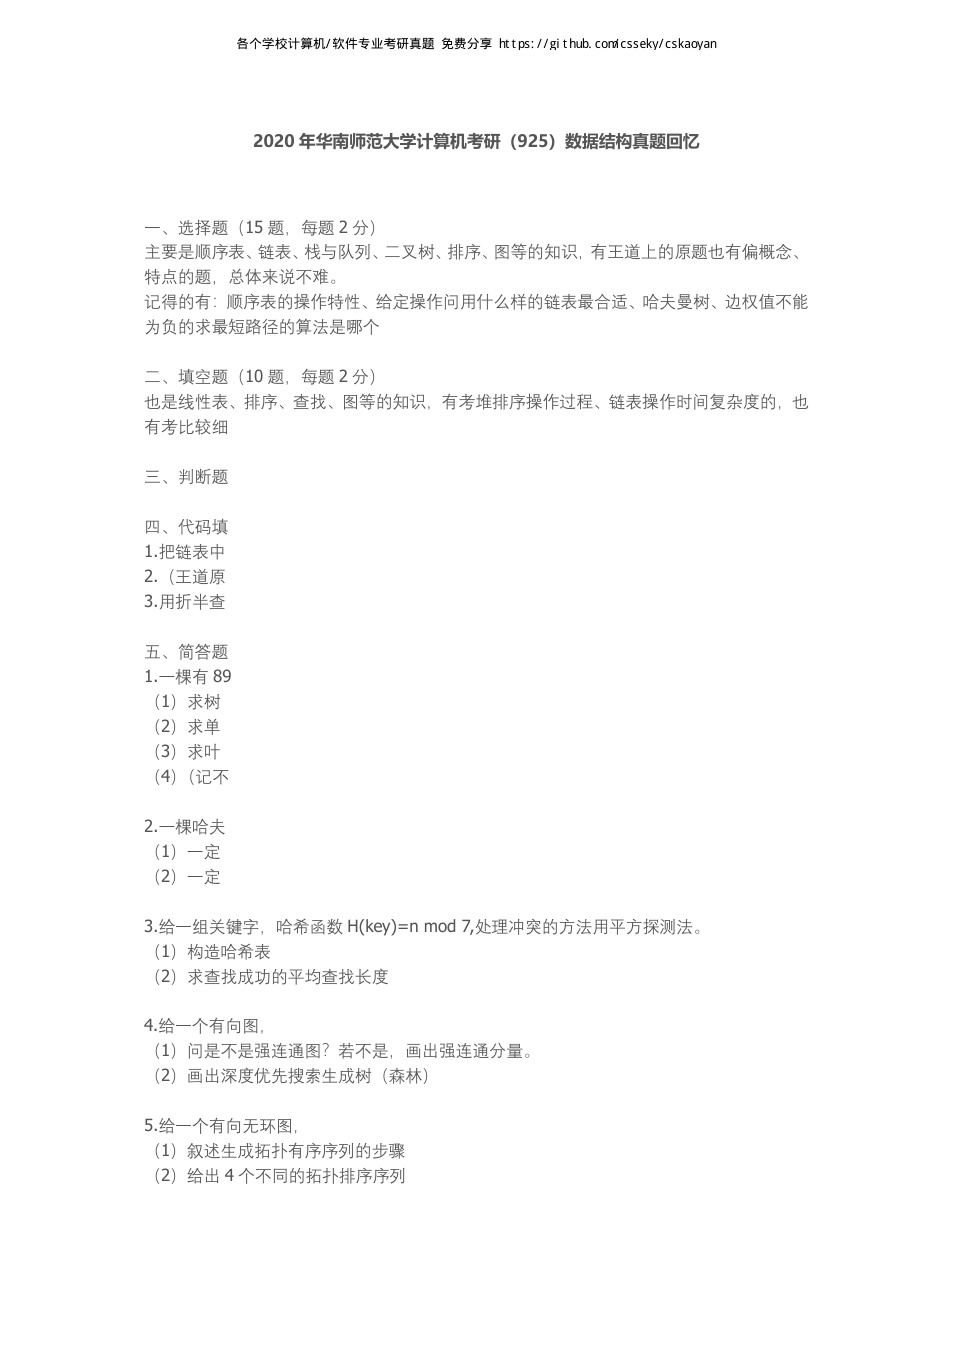 各个学校计算机/软件专业考研真题 免费分享 https://github.com/csseky/cskaoyan
2020 年华南师范大学计算机考研（925）数据结构真题回忆
一、选择题（15 题，每题 2 分）
主要是顺序表、链表、栈与队列、二叉树、排序、图等的知识，有王道上的原题也有偏概念、
特点的题，总体来说不难。
记得的有：顺序表的操作特性、给定操作问用什么样的链表最合适、哈夫曼树、边权值不能
为负的求最短路径的算法是哪个
二、填空题（10 题，每题 2 分）
也是线性表、排序、查找、图等的知识，有考堆排序操作过程、链表操作时间复杂度的，也
有考比较细
三、判断题
四、代码填
1.把链表中
2.（王道原
3.用折半查
五、简答题
1.一棵有 89
（1）求树
（2）求单
（3）求叶
（4）（记不
2.一棵哈夫
（1）一定
（2）一定
3.给一组关键字，哈希函数 H(key)=n mod 7,处理冲突的方法用平方探测法。
（1）构造哈希表
（2）求查找成功的平均查找长度
4.给一个有向图，
（1）问是不是强连通图？若不是，画出强连通分量。
（2）画出深度优先搜索生成树（森林）
5.给一个有向无环图，
（1）叙述生成拓扑有序序列的步骤
（2）给出 4 个不同的拓扑排序序列